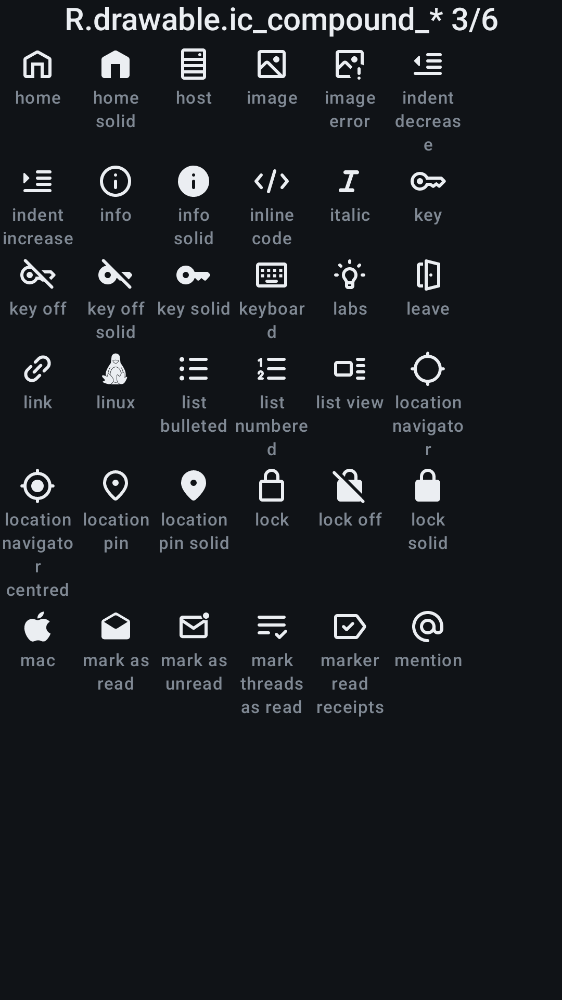 R.drawable.ic_compound_* 3/6
home
home
solid
host
image
image
error
indent
decreas
e
indent
increase
info
info
solid
inline
code
italic
key
key off
key off
solid
key solid
keyboar
d
labs
leave
link
linux
list
bulleted
list
numbere
d
list view
location
navigato
r
location
navigato
r
centred
location
pin
location
pin solid
lock
lock off
lock
solid
mac
mark as
read
mark as
unread
mark
threads
as read
marker
read
receipts
mention